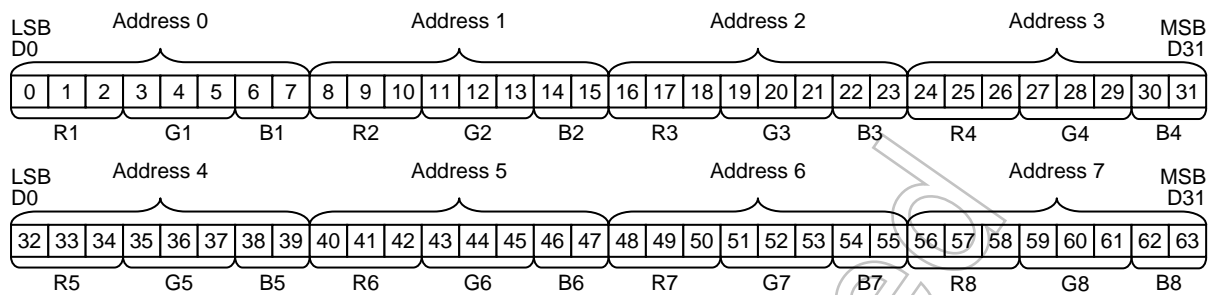 LSB Address 0 Address 1 Address 2 Address 3 MSB
D0 D31
0 1 2 3 4 5 6 7 8 9 10 11 12 13 14 15 16 17 18 19 20 21 22 23 24 25 26 27 28 29 30 31
R1 G1 B1 R2 G2 B2 R3 G3 B3 R4 G4 B4
LSB Address 4 Address 5 Address 6 Address 7 MSB
D0 D31
32 33 34 35 36 37 38 39 40 41 42 43 44 45 46 47 48 49 50 51 52 53 54 55 56 57 58 59 60 61 62 63
R5 G5 B5 R6 G6 B6 R7 G7 B7 R8 G8 B8